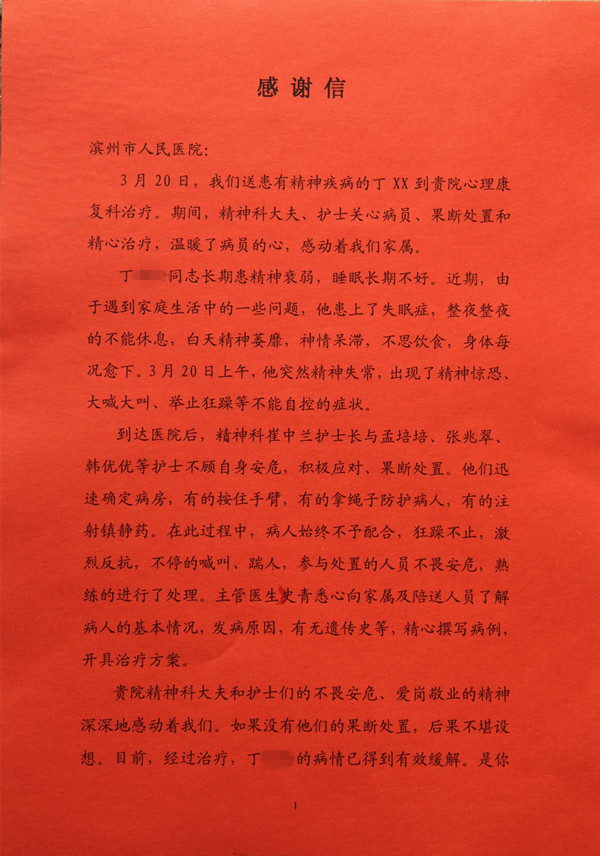 感谢信
滨州市人民医院：
3月20日，我们送患有精神疾病的丁XX到贵院心理康
复科治疗。期间，精神科大夫、护士关心病员、果断处置和
精心治疗，温暖了病员的心，感动着我们家属。
丁同志长期患精神衰弱，睡眠长期不好。近期，由
于遇到家庭生活中的一些问题，他患上了失眠症，整夜整夜
的不能休息，白天精神萎靡，神情呆滞，不思饮食，身体每
况愈下。3月20日上午，他突然精神失常，出现了精神惊恐、
大喊大叫、举止狂躁等不能自控的症状。
到达医院后，精神科崔中兰护士长与孟培培、张兆翠、
韩优优等护士不顾自身安危，积极应对、果断处置。他们迅
速确定病房，有的按住手臂，有的拿绳子防护病人，有的注
射镇静药。在此过程中，病人始终不予配合，狂躁不止，激
烈反抗，不停的喊叫、踹人，参与处置的人员不畏安危，熟
练的进行了处理。主管医生史青悉心向家属及陪送人员了解
病人的基本情况，发病原因，有无遗传史等，精心撰写病例，
开具治疗方案。
贵院精神科大夫和护士们的不畏安危、爱岗敬业的精神
深深地感动着我们。如果没有他们的果断处置，后果不堪设
想。目前，经过治疗，丁的病情已得到有效缓解。是你
1